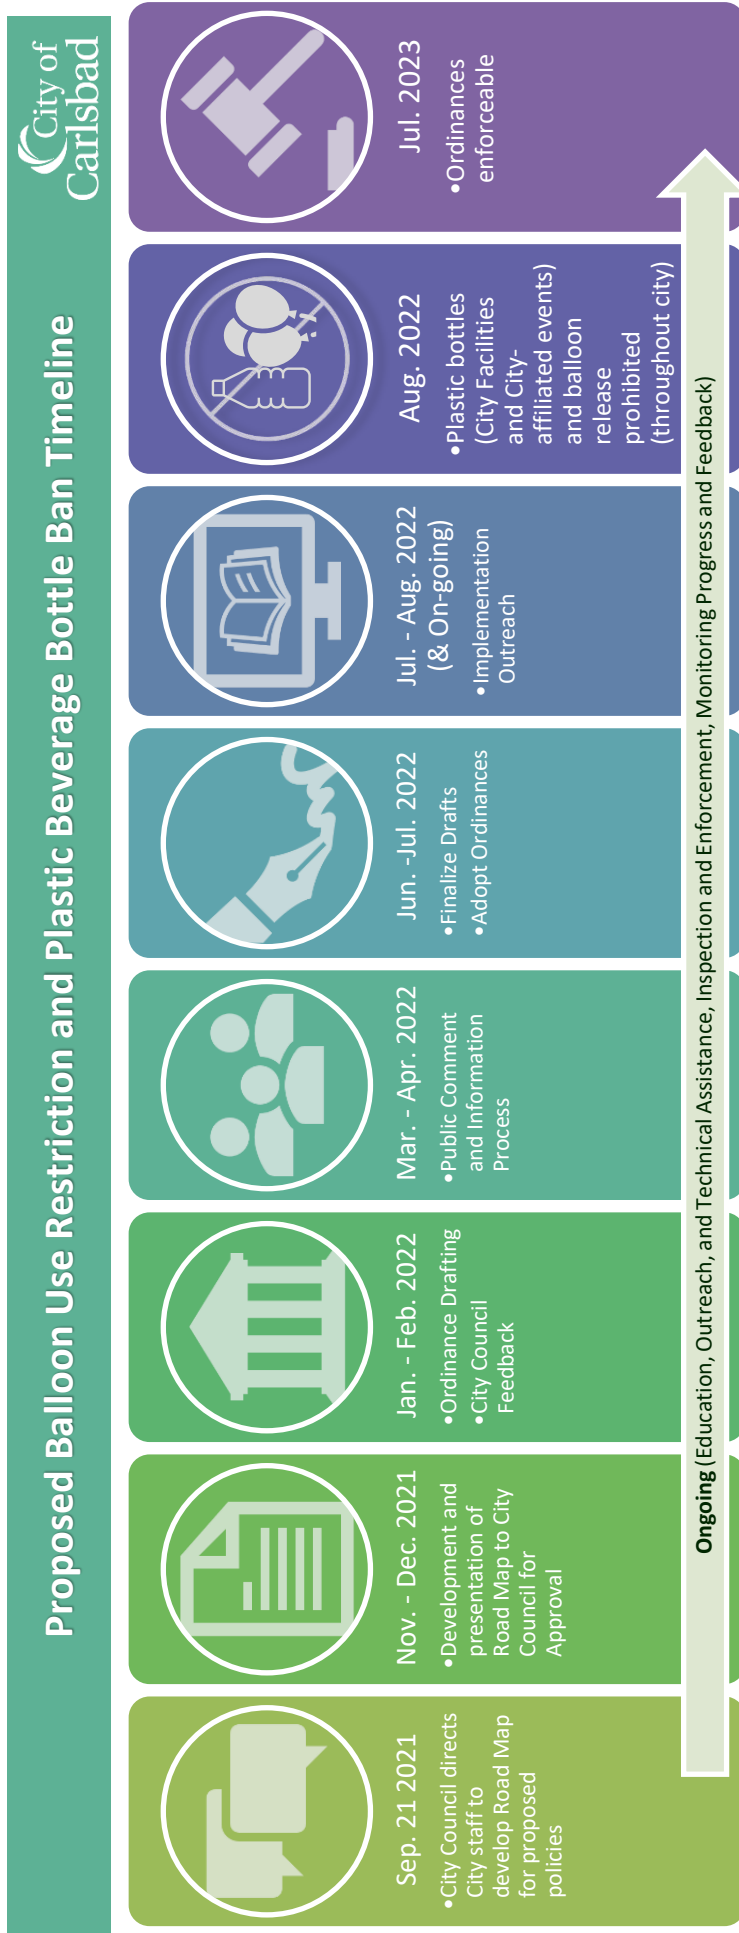 Proposed Balloon Use Restriction and Plastic Beverage Bottle Ban Timeline
City of
Carlsbad
Sep. 21 2021
•City Council directs
City staff to
develop Road Map
for proposed
policies
Nov. - Dec. 2021
•Development and
presentation of
Road Map to City
Council for
Approval
Jan. - Feb. 2022
•Ordinance Drafting
•City Council
Feedback
Mar. - Apr. 2022
•Public Comment
and Information
Process
Jun. -Jul. 2022
•Finalize Drafts
•Adopt Ordinances
Jul. - Aug. 2022
(& On-going)
•Implementation
Outreach
Aug. 2022
•Plastic bottles
(City Facilities
and City-
affiliated events)
and balloon
release
prohibited
(throughout city)
Jul. 2023
•Ordinances
enforceable
Ongoing (Education, Outreach, and Technical Assistance, Inspection and Enforcement, Monitoring Progress and Feedback)